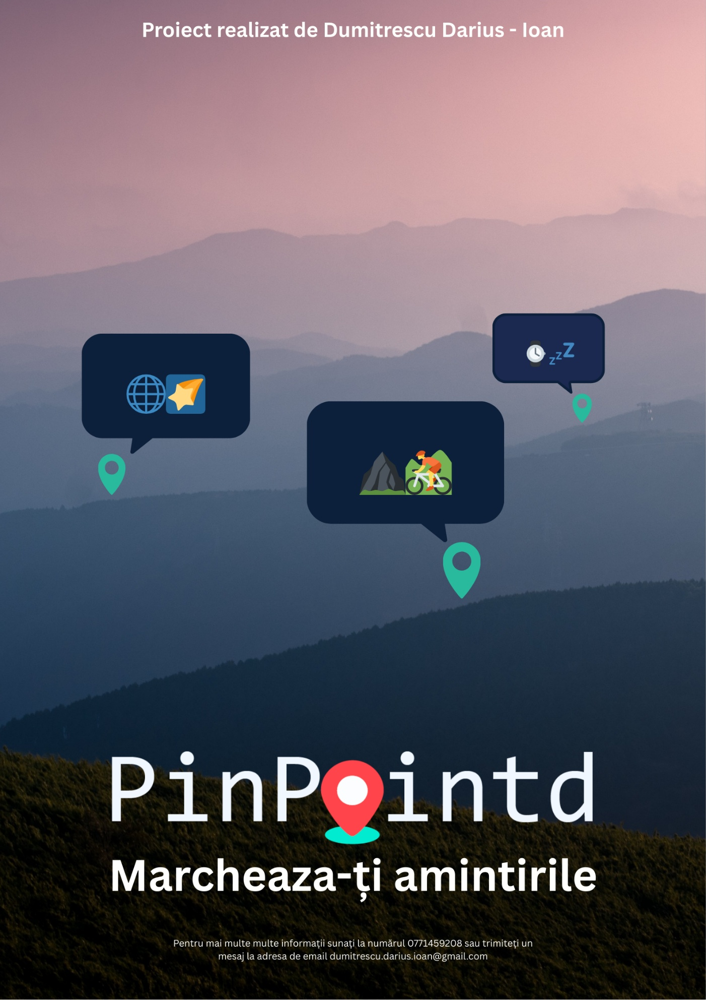 Proiect realizat de Dumitrescu Darius - Ioan
zzZ
PinPointd
Marcheaza-ți amintirile
Pentru mai multe multe informații sunați la numărul 0771459208 sau trimiteți un
mesaj la adresa de email dumitrescu.darius.ioan@gmail.com